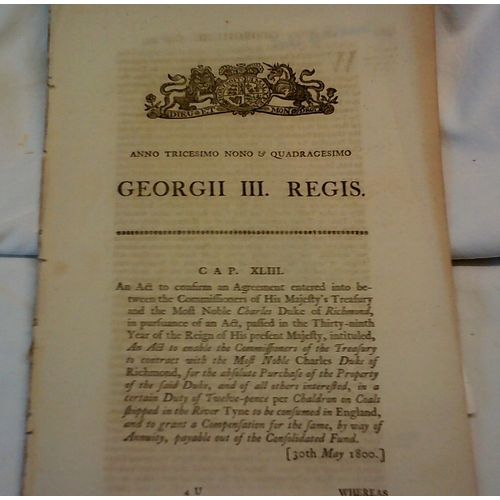 DIEU ET MON DROIT
ANNO TRICESIMO NONO & QUADRAGESIMO
GEORGII III. REGIS.
CAP. XLIII.
An Act to confirm an Agreement entered into be-
tween the Commissioners of His Majesty's Treasury
and the Most Noble Charles Duke of Richmond,
in pursuance of an Act, passed in the Thirty-ninth
Year of the Reign of His present Majesty, intituled,
An Act to enable the Commissioners of the Treasury
to contract with the Most Noble Charles Duke of
Richmond, for the absolute Purchase of the Property
of the said Duke, and of all others interested, in a
certain Duty of Twelve-pence per Chaldron on Coals
shipped in the River Tyne to be consumed in England,
and to grant a Compensation for the same, by way of
Annuity, payable out of the Consolidated Fund.
[30th May 1800.]
4 U WHEREAS